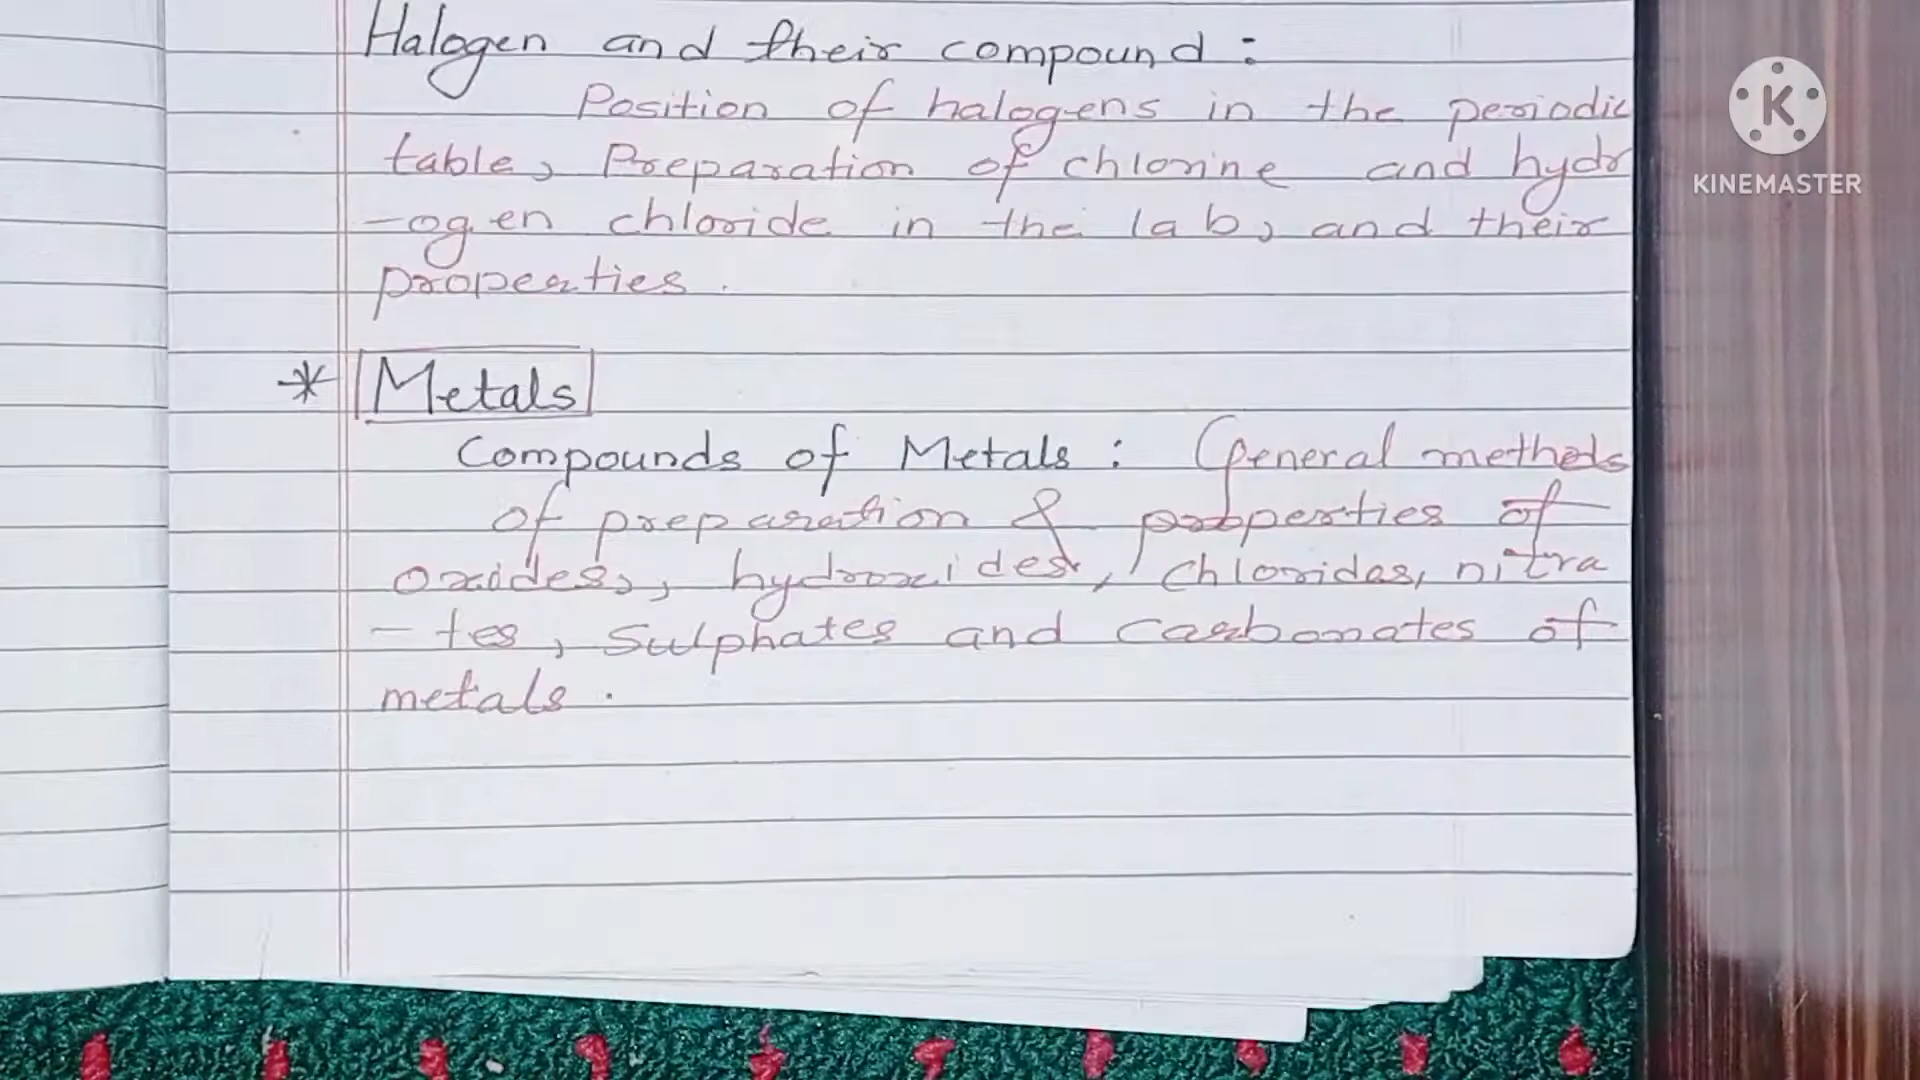 Halogen and their compound :
Position of halogens in the periodic
table, Preparation of chlorine and hydr
-ogen chloride in the lab, and their
properties.
* Metals
Compounds of Metals : General methods
of preparation & properties of
oxides, hydroxides, Chlorides, nitra
- tes, Sulphates and Carbonates of
metals.
K
KINEMASTER